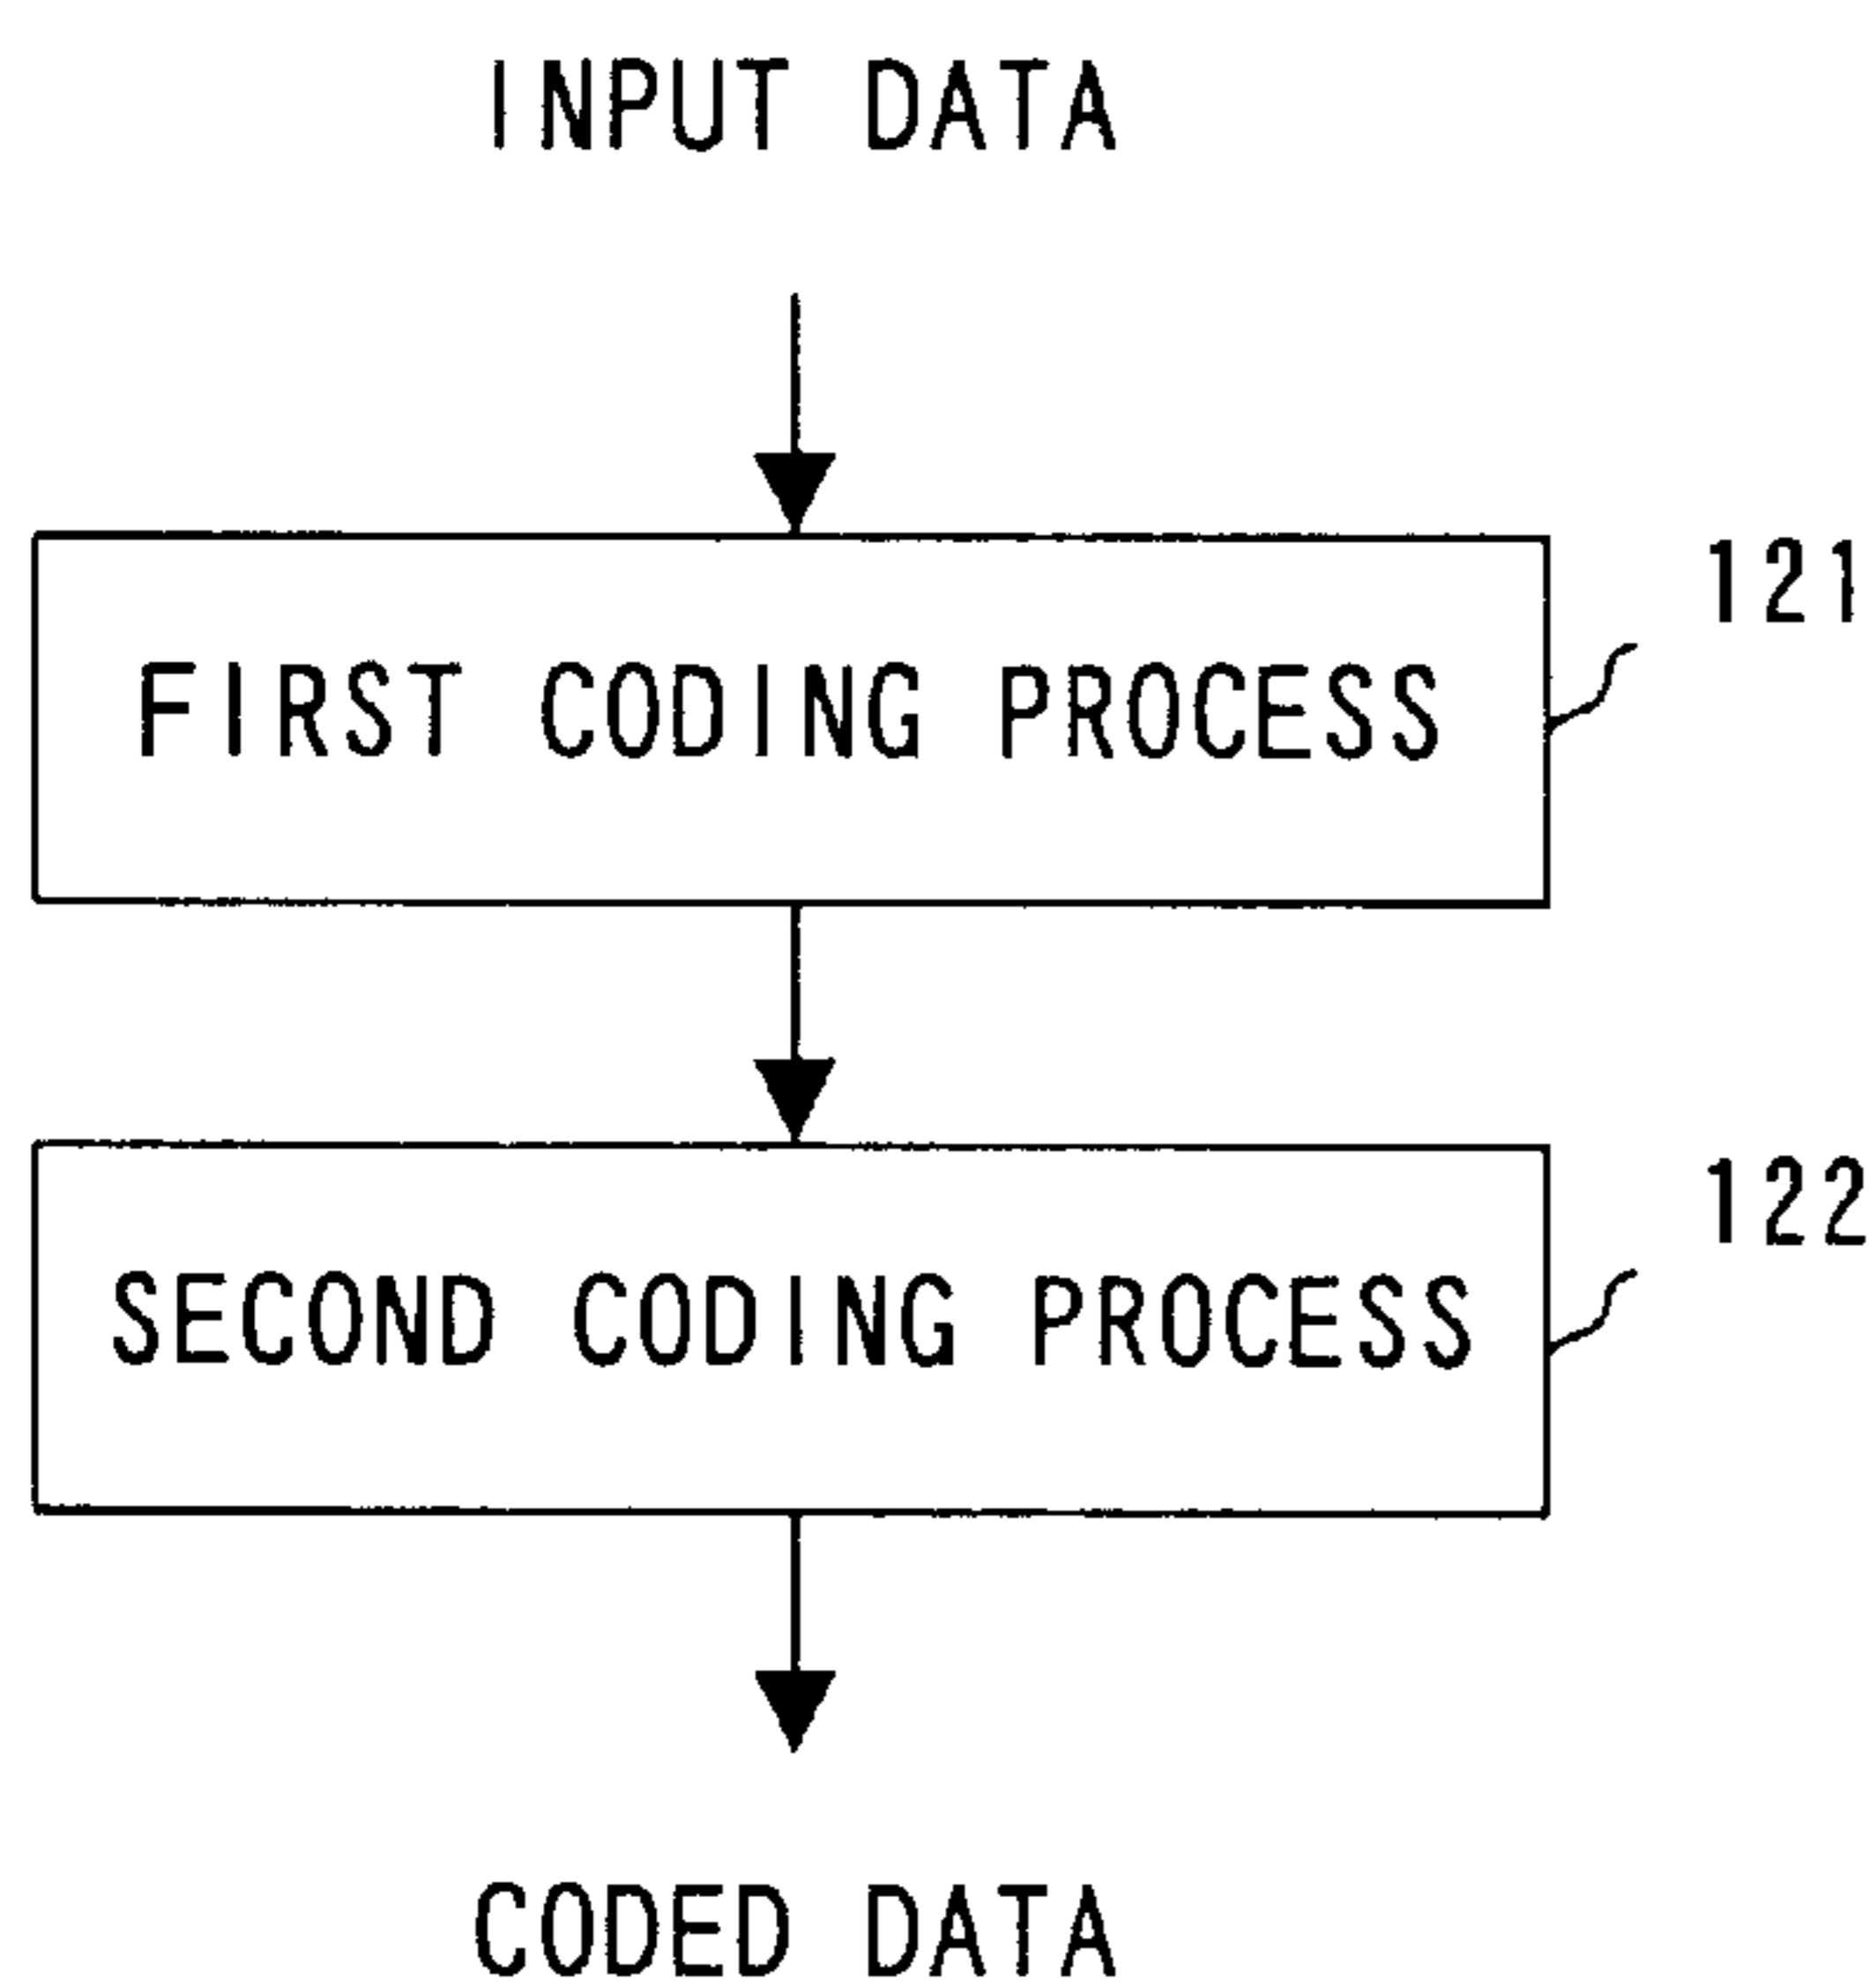 INPUT DATA
121
FIRST CODING PROCESS
122
SECOND CODING PROCESS
CODED DATA